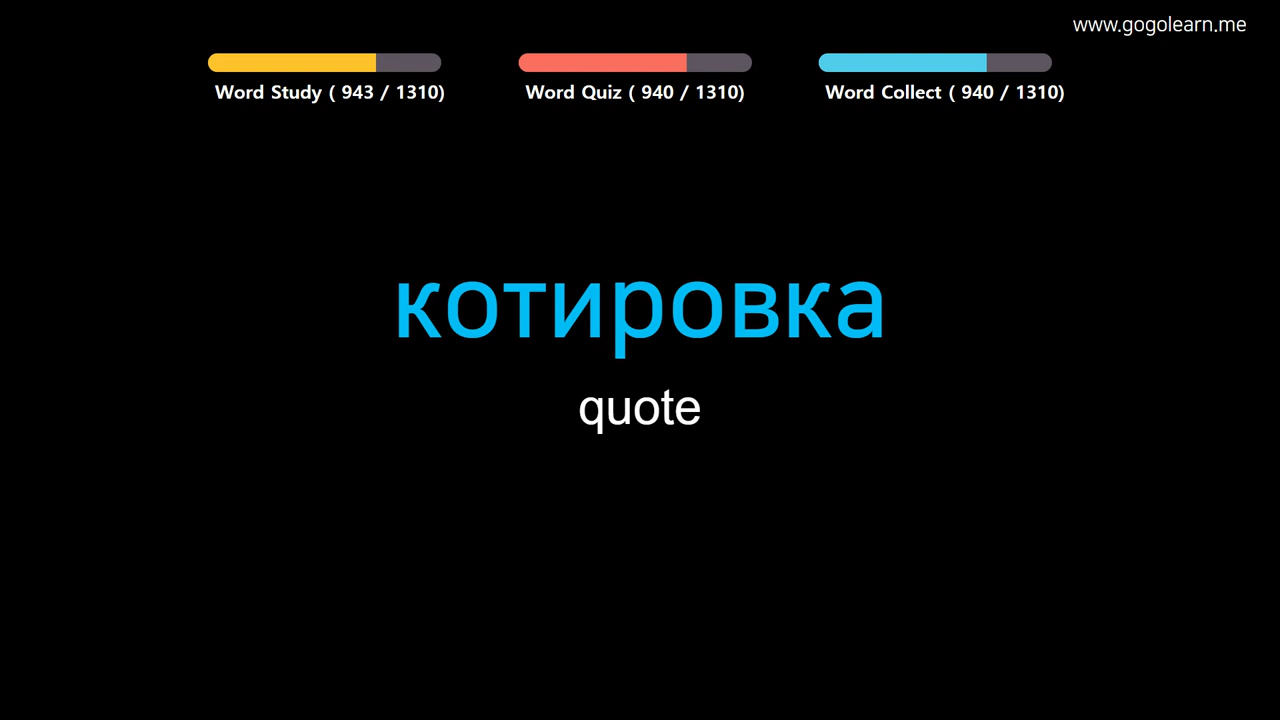 www.gogolearn.me
Word Study ( 943 / 1310)
Word Quiz ( 940 / 1310)
Word Collect ( 940 / 1310)
котировка
quote